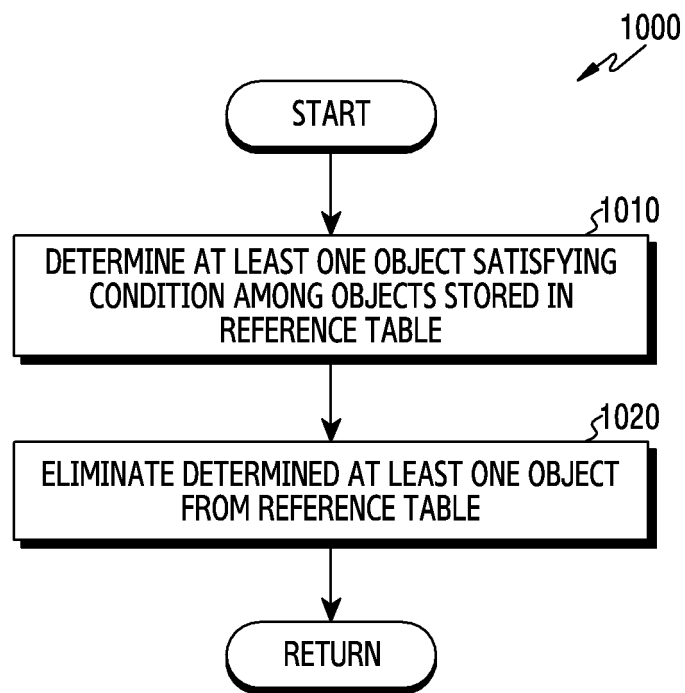 1000
START
1010
DETERMINE AT LEAST ONE OBJECT SATISFYING
CONDITION AMONG OBJECTS STORED IN
REFERENCE TABLE
1020
ELIMINATE DETERMINED AT LEAST ONE OBJECT
FROM REFERENCE TABLE
RETURN